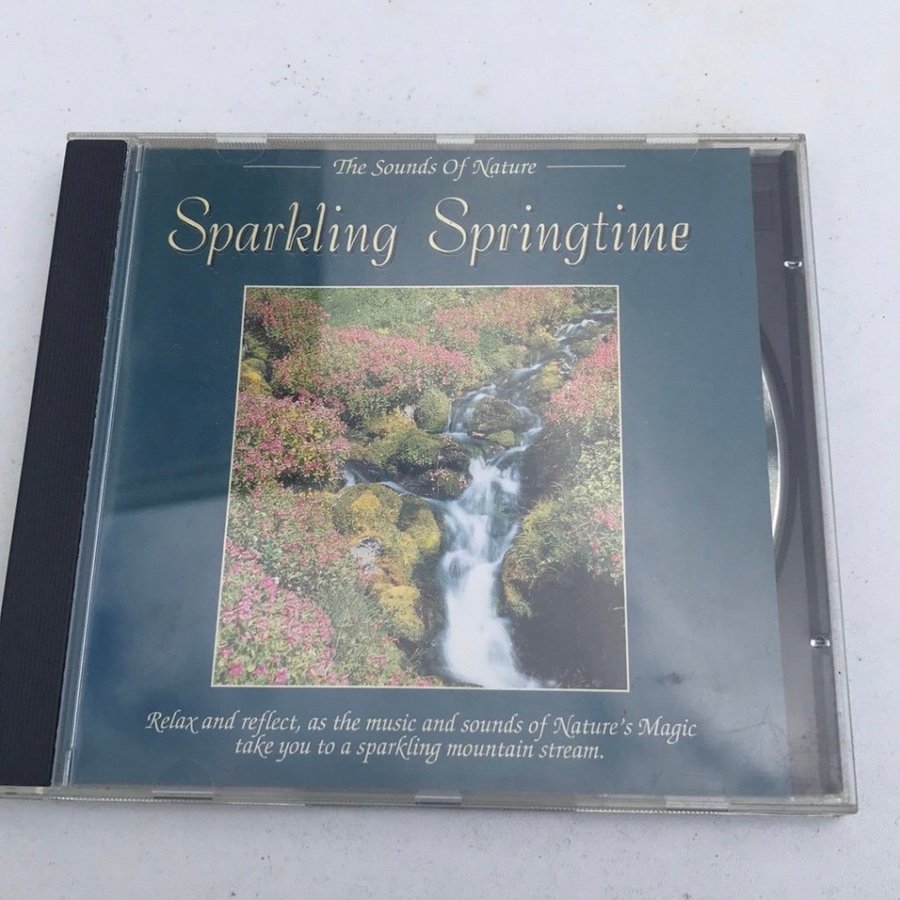 The Sounds Of Nature
Sparkling Springtime
Relax and reflect, as the music and sounds of Nature's Magic
take you to a sparkling mountain stream.